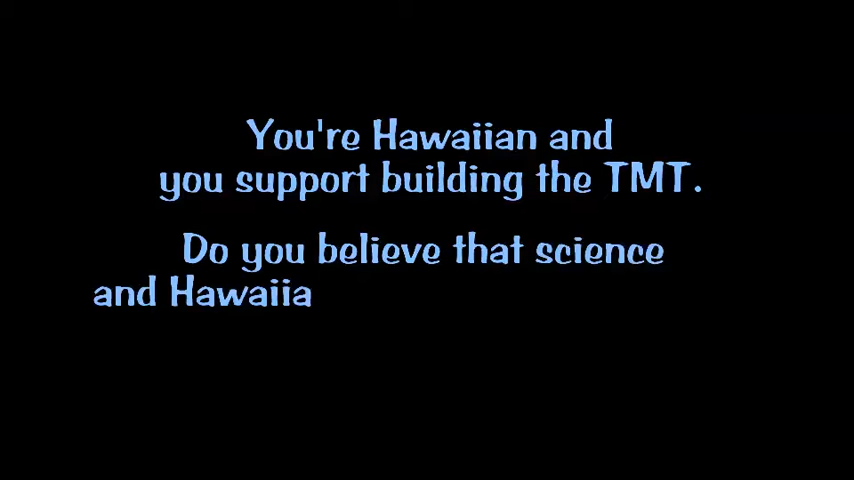 You're Hawaiian and
you support building the TMT.
Do you believe that science
and Hawaiia